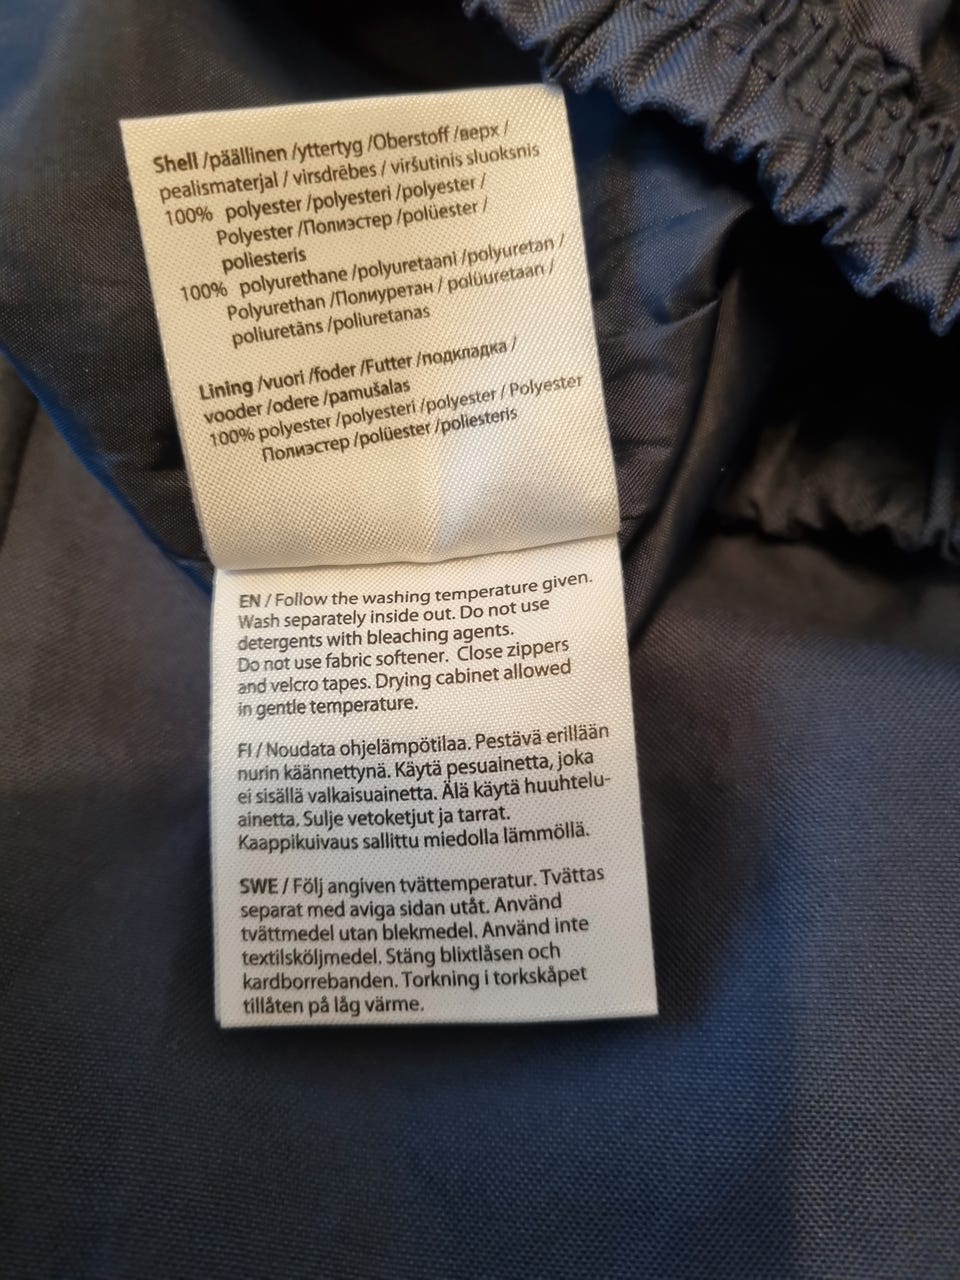 Shell /päällinen /yttertyg /Oberstoff /верх /
pealismaterjal / virsdrēbes / viršutinis sluoksnis
100% polyester /polyesteri /polyester /
Polyester /Полиэстер /polüester /
poliesteris
100% polyurethane /polyuretaani /polyuretan /
Polyurethan /Полиуретан / polüuretaan /
poliuretāns /poliuretanas
Lining /vuori /foder /Futter /подкладка /
vooder /odere /pamušalas
100% polyester /polyesteri /polyester / Polyester
Полиэстер /polüester /poliesteris
EN / Follow the washing temperature given.
Wash separately inside out. Do not use
detergents with bleaching agents.
Do not use fabric softener. Close zippers
and velcro tapes. Drying cabinet allowed
in gentle temperature.
FI / Noudata ohjelämpötilaa. Pestävä erillään
nurin käännettynä. Käytä pesuainetta, joka
ei sisällä valkaisuainetta. Älä käytä huuhtelu-
ainetta. Sulje vetoketjut ja tarrat.
Kaappikuivaus sallittu miedolla lämmöllä.
SWE / Följ angiven tvättemperatur. Tvättas
separat med aviga sidan utåt. Använd
tvättmedel utan blekmedel. Använd inte
textilsköljmedel. Stäng blixtlåsen och
kardborrebanden. Torkning i torkskåpet
tillåten på låg värme.